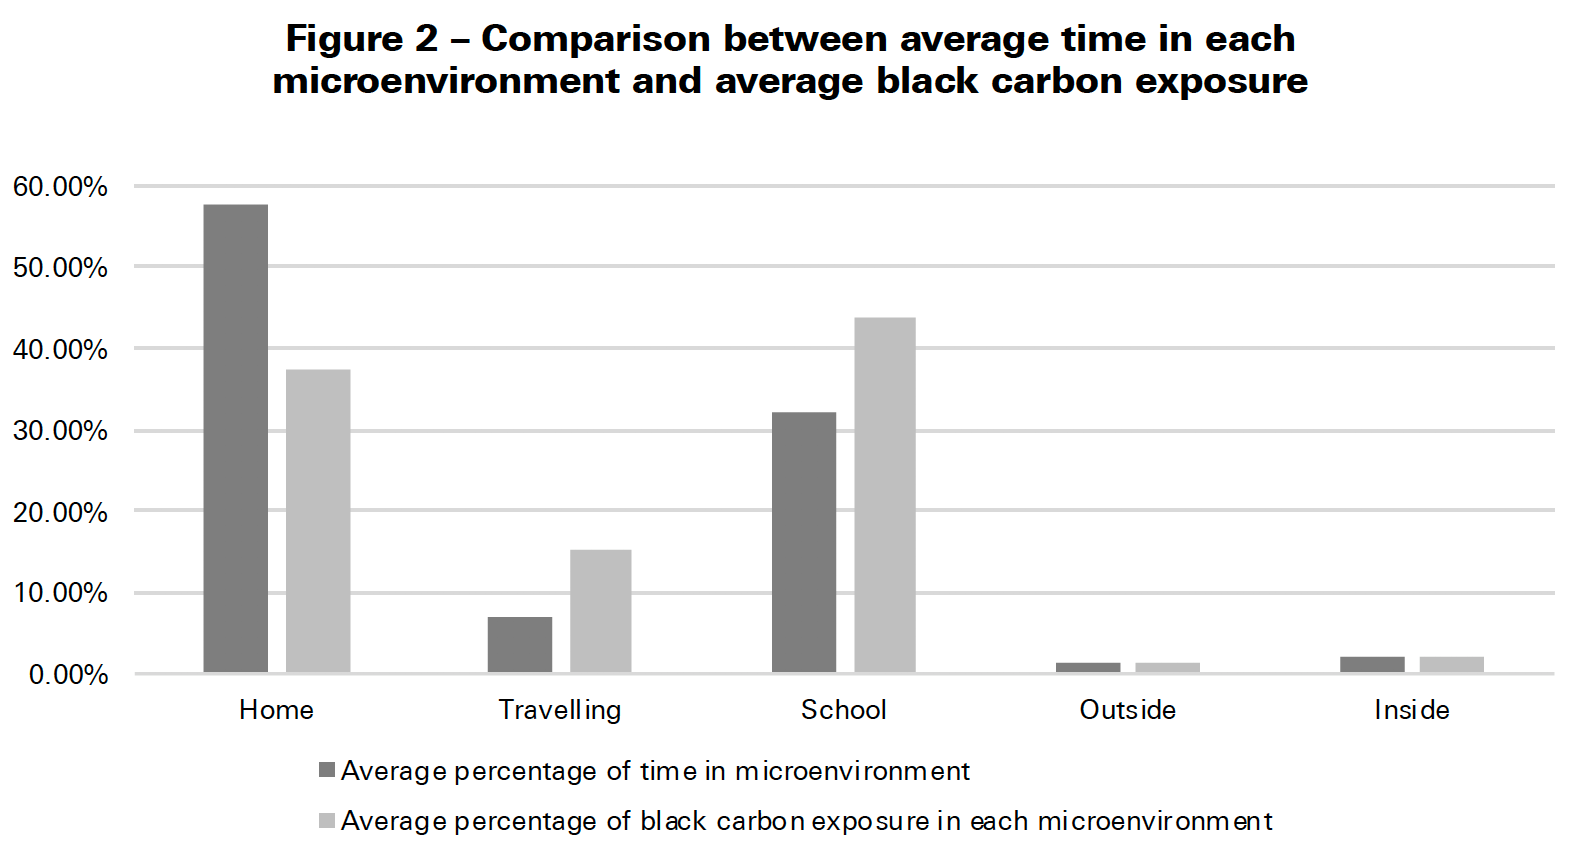 Figure 2 – Comparison between average time in each
microenvironment and average black carbon exposure
60.00%
50.00%
40.00%
30.00%
20.00%
10.00%
0.00%
Home Travelling School Outside Inside
Average percentage of time in microenvironment
Average percentage of black carbon exposure in each microenvironment